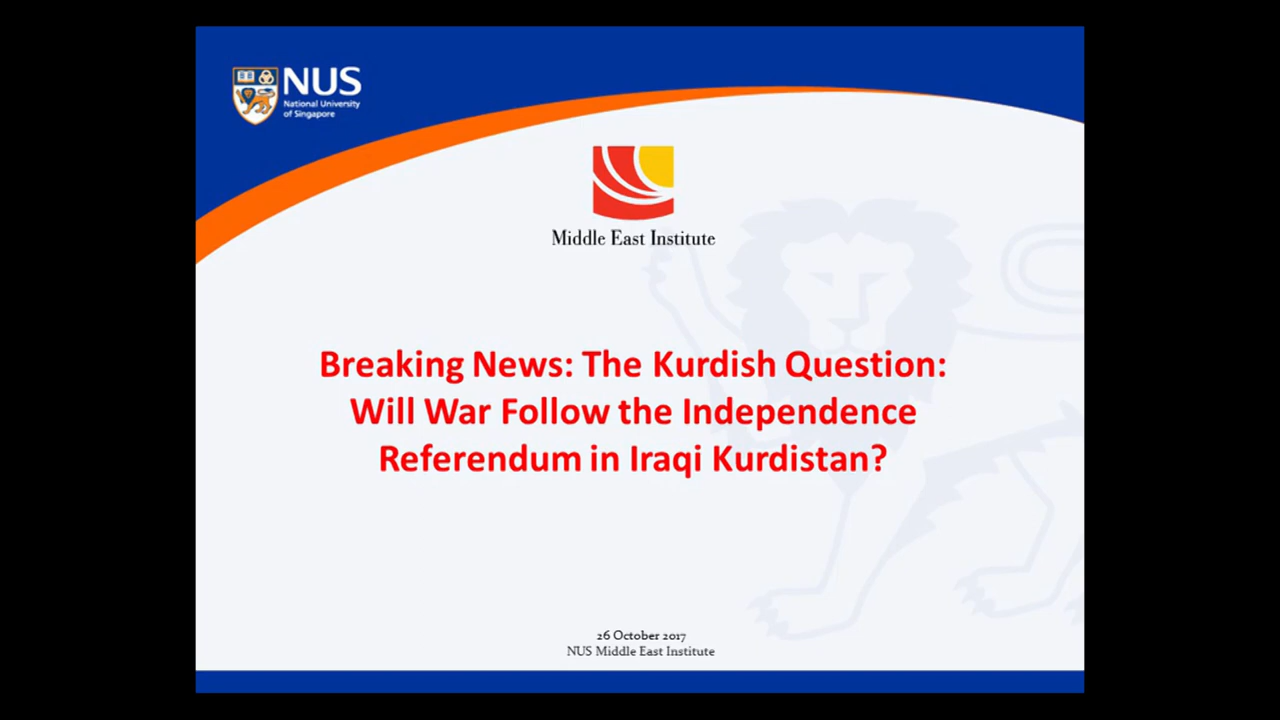 NUS
National University
of Singapore
Middle East Institute
Breaking News: The Kurdish Question:
Will War Follow the Independence
Referendum in Iraqi Kurdistan?
26 October 2017
NUS Middle East Institute